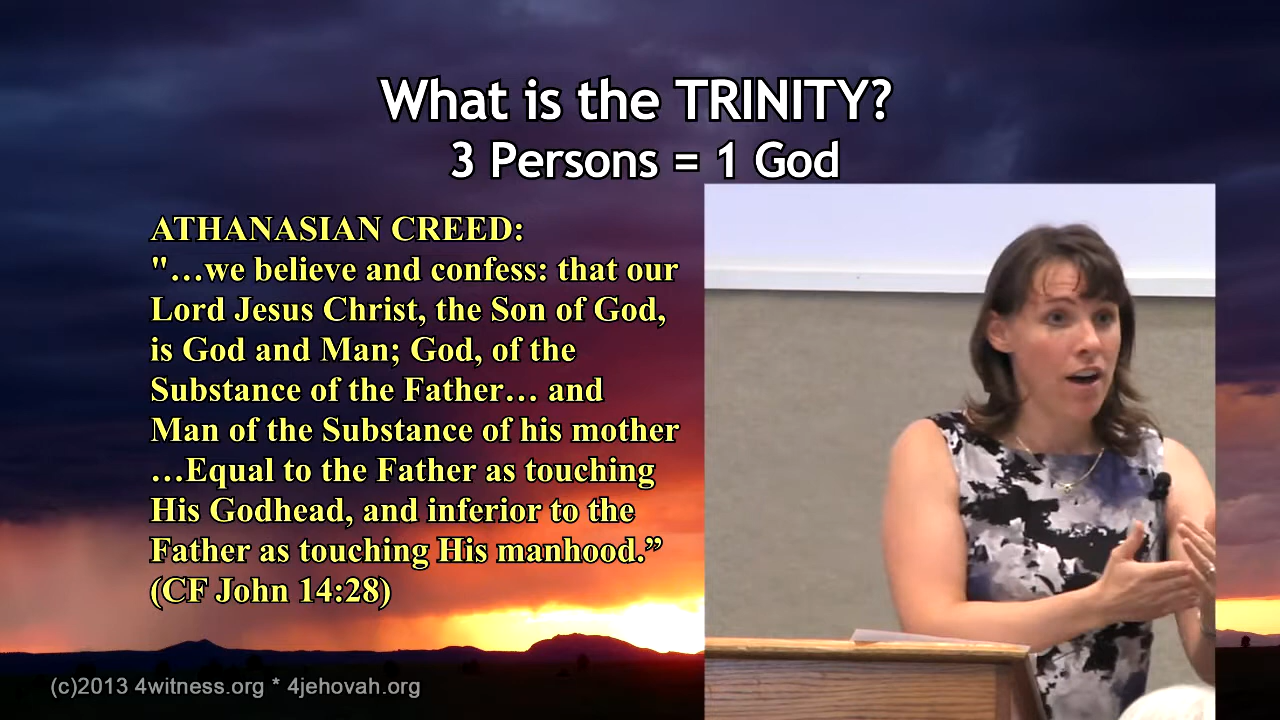 What is the TRINITY?
3 Persons = 1 God
ATHANASIAN CREED:
"…we believe and confess: that our
Lord Jesus Christ, the Son of God,
is God and Man; God, of the
Substance of the Father… and
Man of the Substance of his mother
…Equal to the Father as touching
His Godhead, and inferior to the
Father as touching His manhood.”
(CF John 14:28)
(c)2013 4witness.org * 4jehovah.org